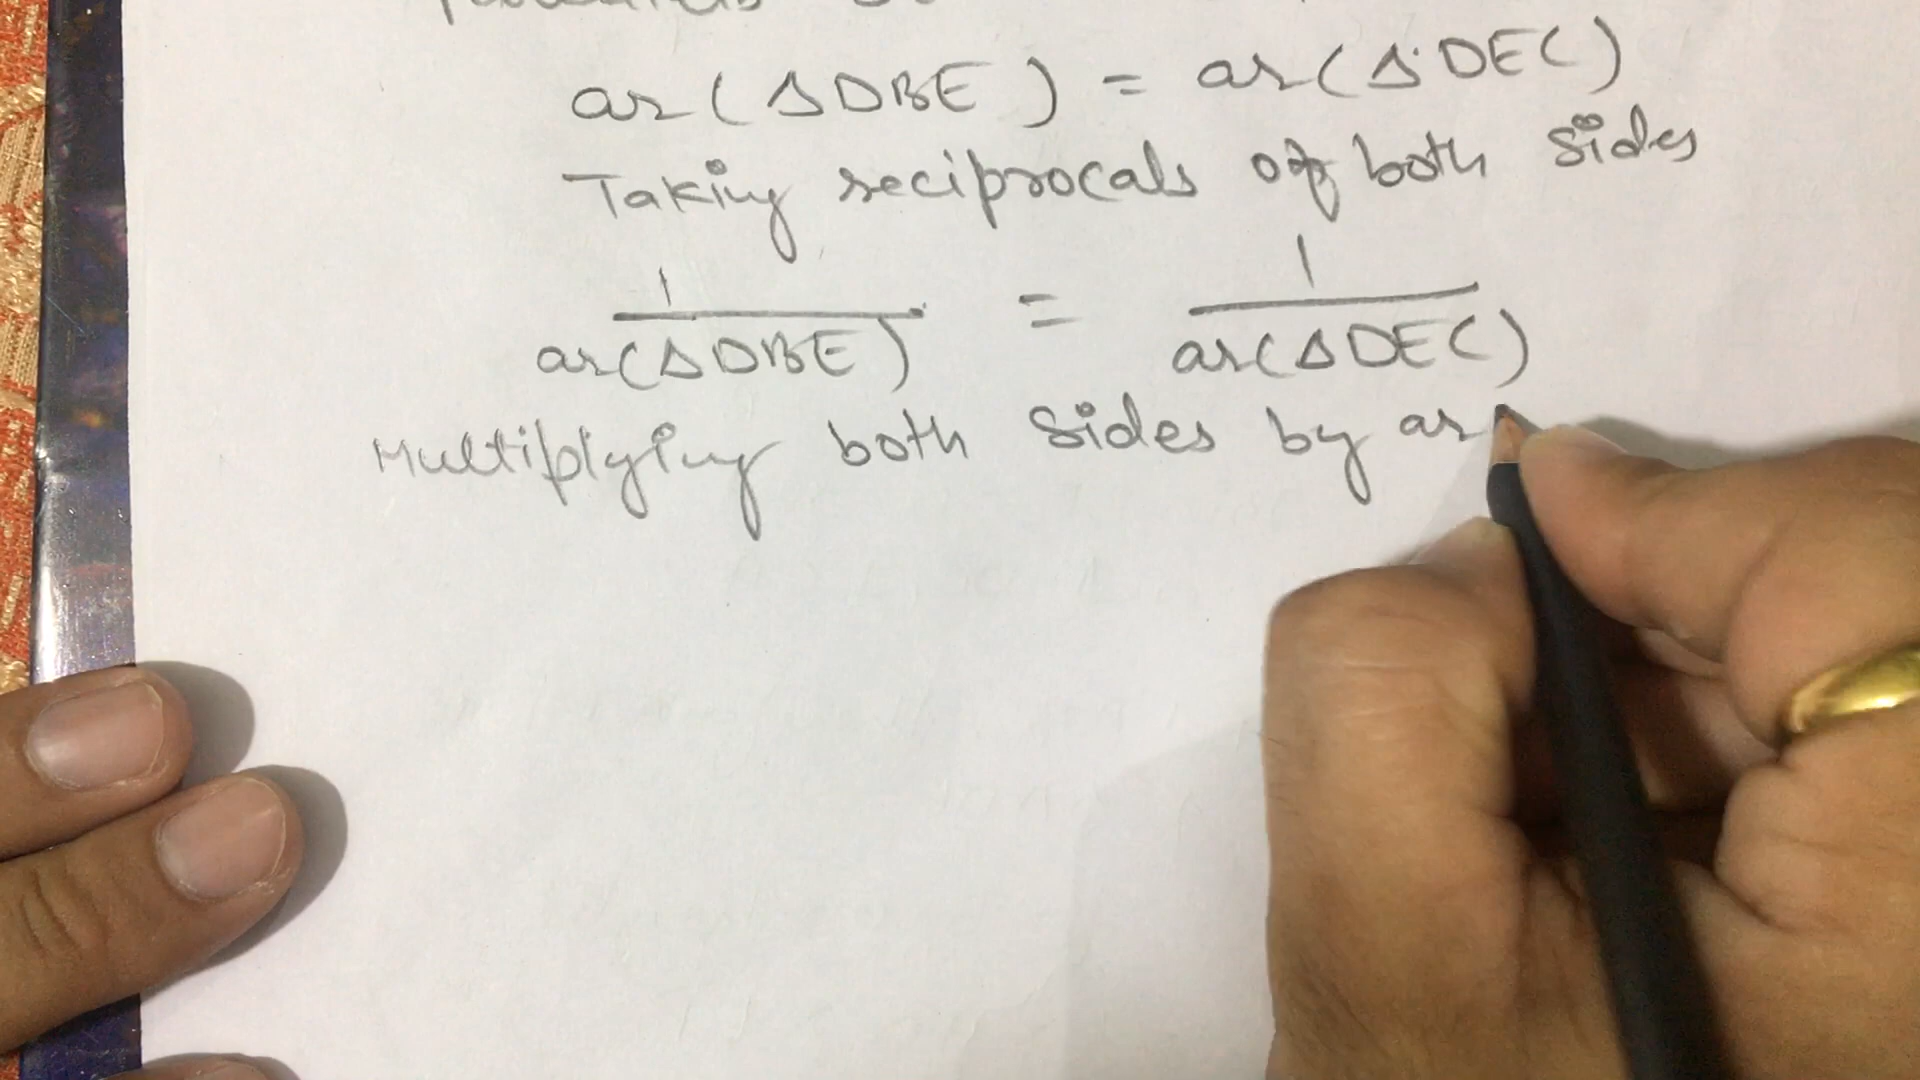 ar(ΔDBE) = ar(ΔDEC)
Taking reciprocals of both sides
1/ar(ΔDBE) = 1/ar(ΔDEC)
Multiplying both sides by ar